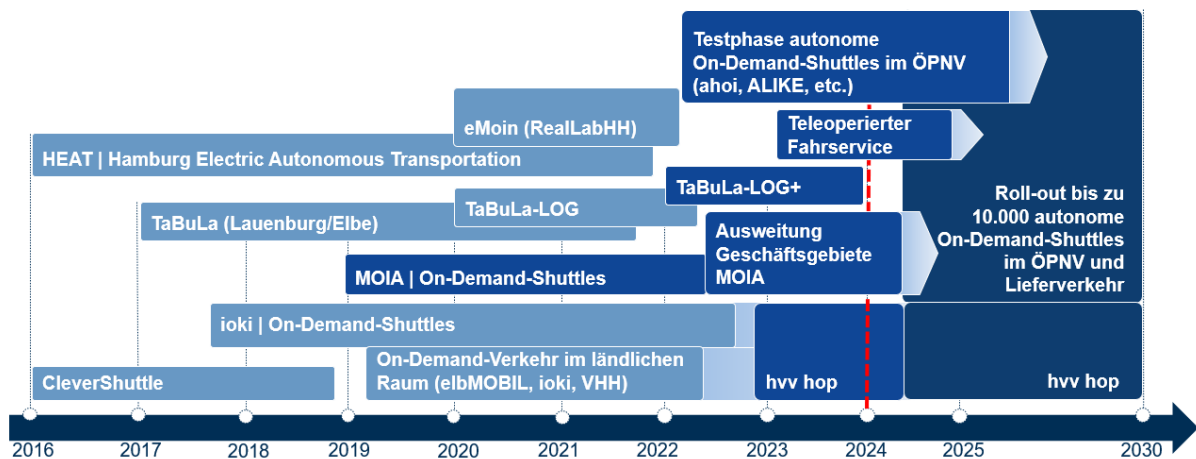 Testphase autonome
On-Demand-Shuttles im ÖPNV
(ahoi, ALIKE, etc.)
eMoin (RealLabHH)
Teleoperierter
Fahrservice
HEAT | Hamburg Electric Autonomous Transportation
TaBuLa-LOG+
TaBuLa-LOG
TaBuLa (Lauenburg/Elbe)
Roll-out bis zu
10.000 autonome
On-Demand-Shuttles
im ÖPNV und
Lieferverkehr
Ausweitung
Geschäftsgebiete
MOIA
MOIA | On-Demand-Shuttles
ioki | On-Demand-Shuttles
On-Demand-Verkehr im ländlichen
Raum (elbMOBIL, ioki, VHH)
CleverShuttle
hvv hop
hvv hop
2016 2017 2018 2019 2020 2021 2022 2023 2024 2025 2030